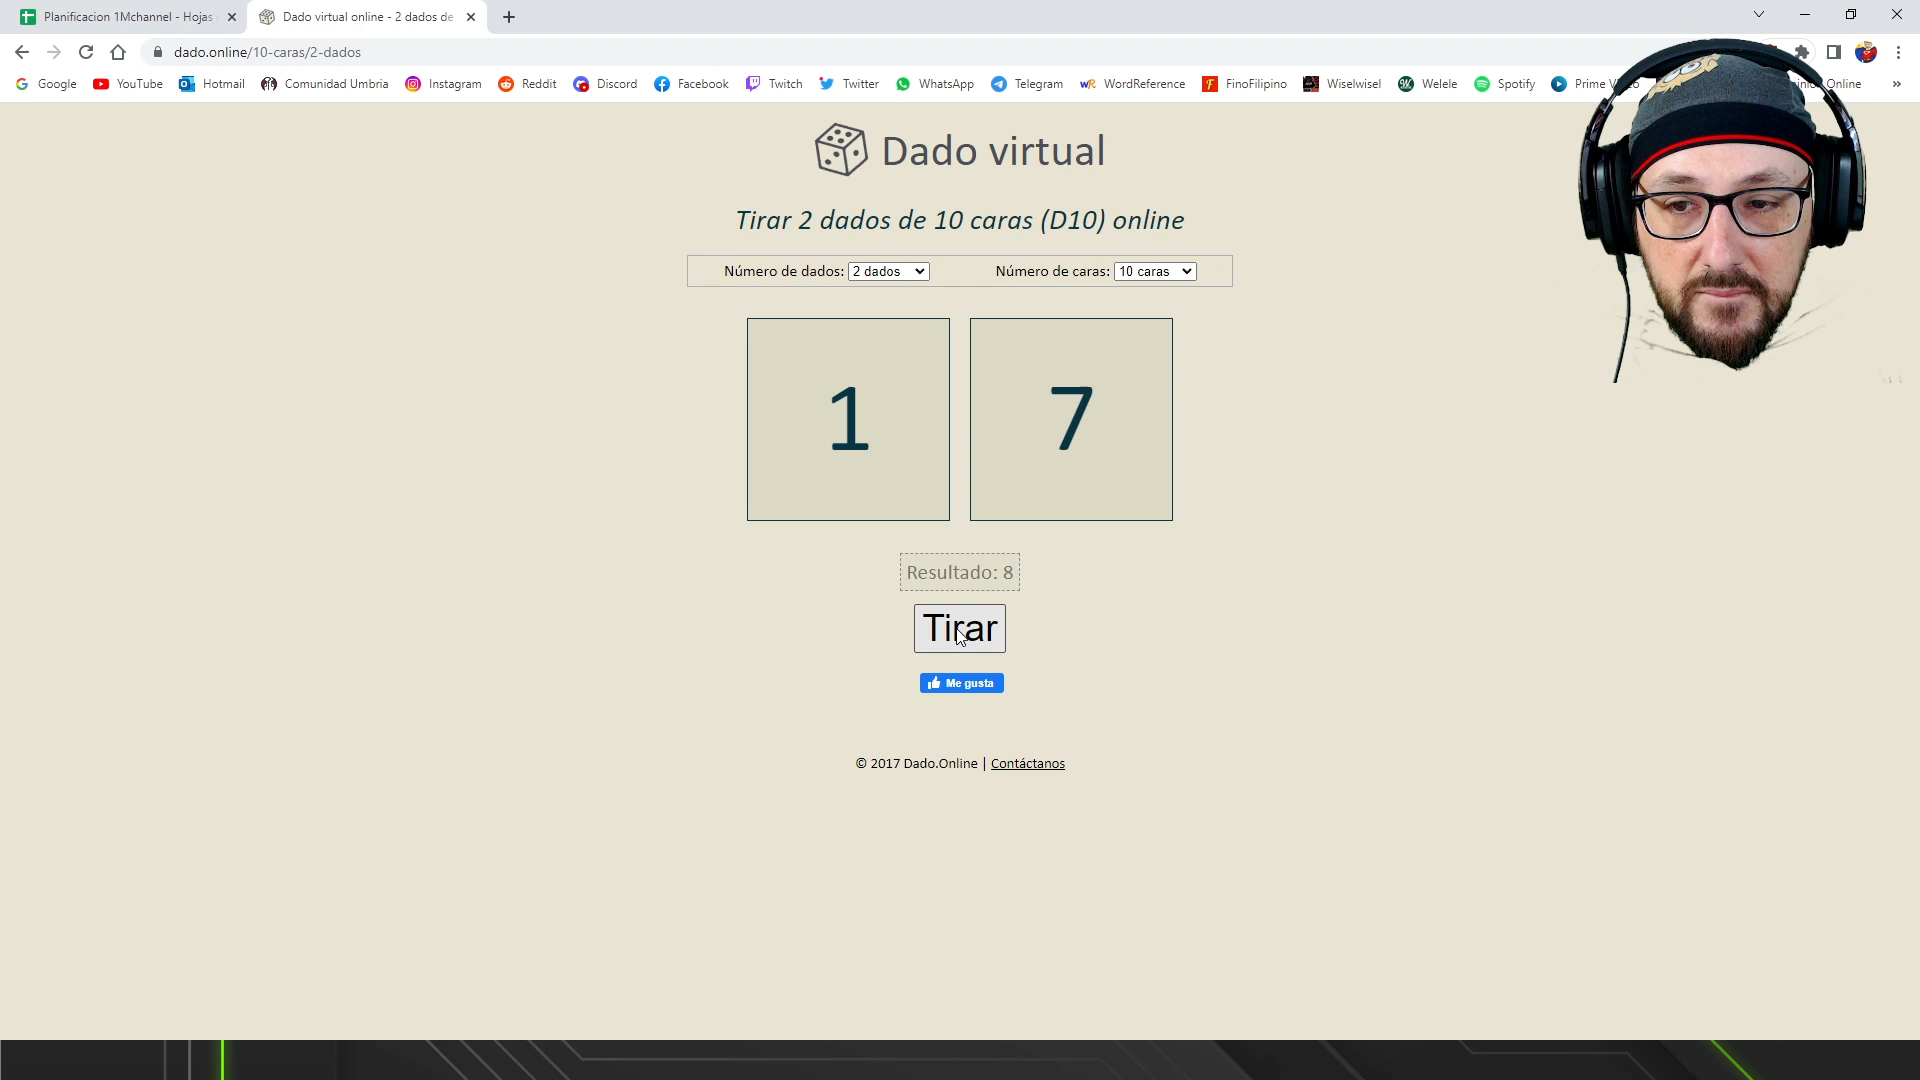 Planificacion 1Mchannel - Hojas
Dado virtual online - 2 dados de
dado.online/10-caras/2-dados
Google YouTube Hotmail Comunidad Umbria Instagram Reddit Discord Facebook Twitch Twitter WhatsApp Telegram WordReference FinoFilipino Wiselwisel Welele Spotify Prime Online »
Dado virtual
Tirar 2 dados de 10 caras (D10) online
Número de dados: 2 dados Número de caras: 10 caras
1 7
Resultado: 8
Tirar
Me gusta
© 2017 Dado.Online | Contáctanos